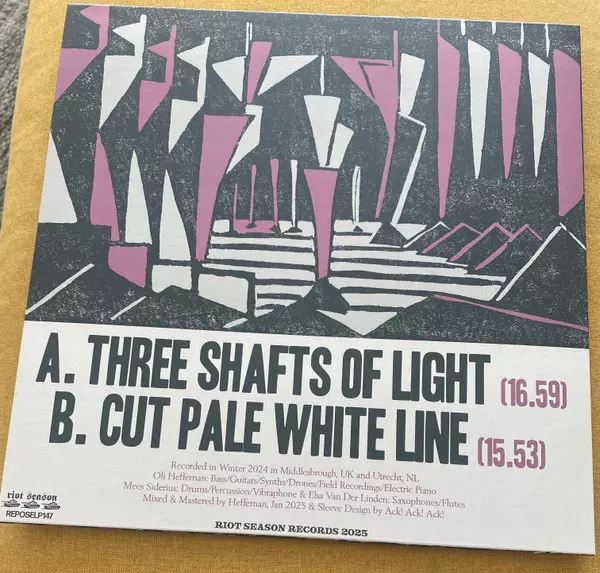 A. THREE SHAFTS OF LIGHT (16.59)
B. CUT PALE WHITE LINE (15.53)
Recorded in Winter 2024 in Middlesbrough, UK and Utrecht, NL
Oli Heffernan: Bass/Guitars/Synths/Drones/Field Recordings/Electric Piano
Mees Siderius: Drums/Percussion/Vibraphone & Elsa Van Der Linden: Saxophones/Flutes
Mixed & Mastered by Heffernan, Jan 2025 & Sleeve Design by Ack! Ack! Ack!
riot season
REPOSELP147
RIOT SEASON RECORDS 2025